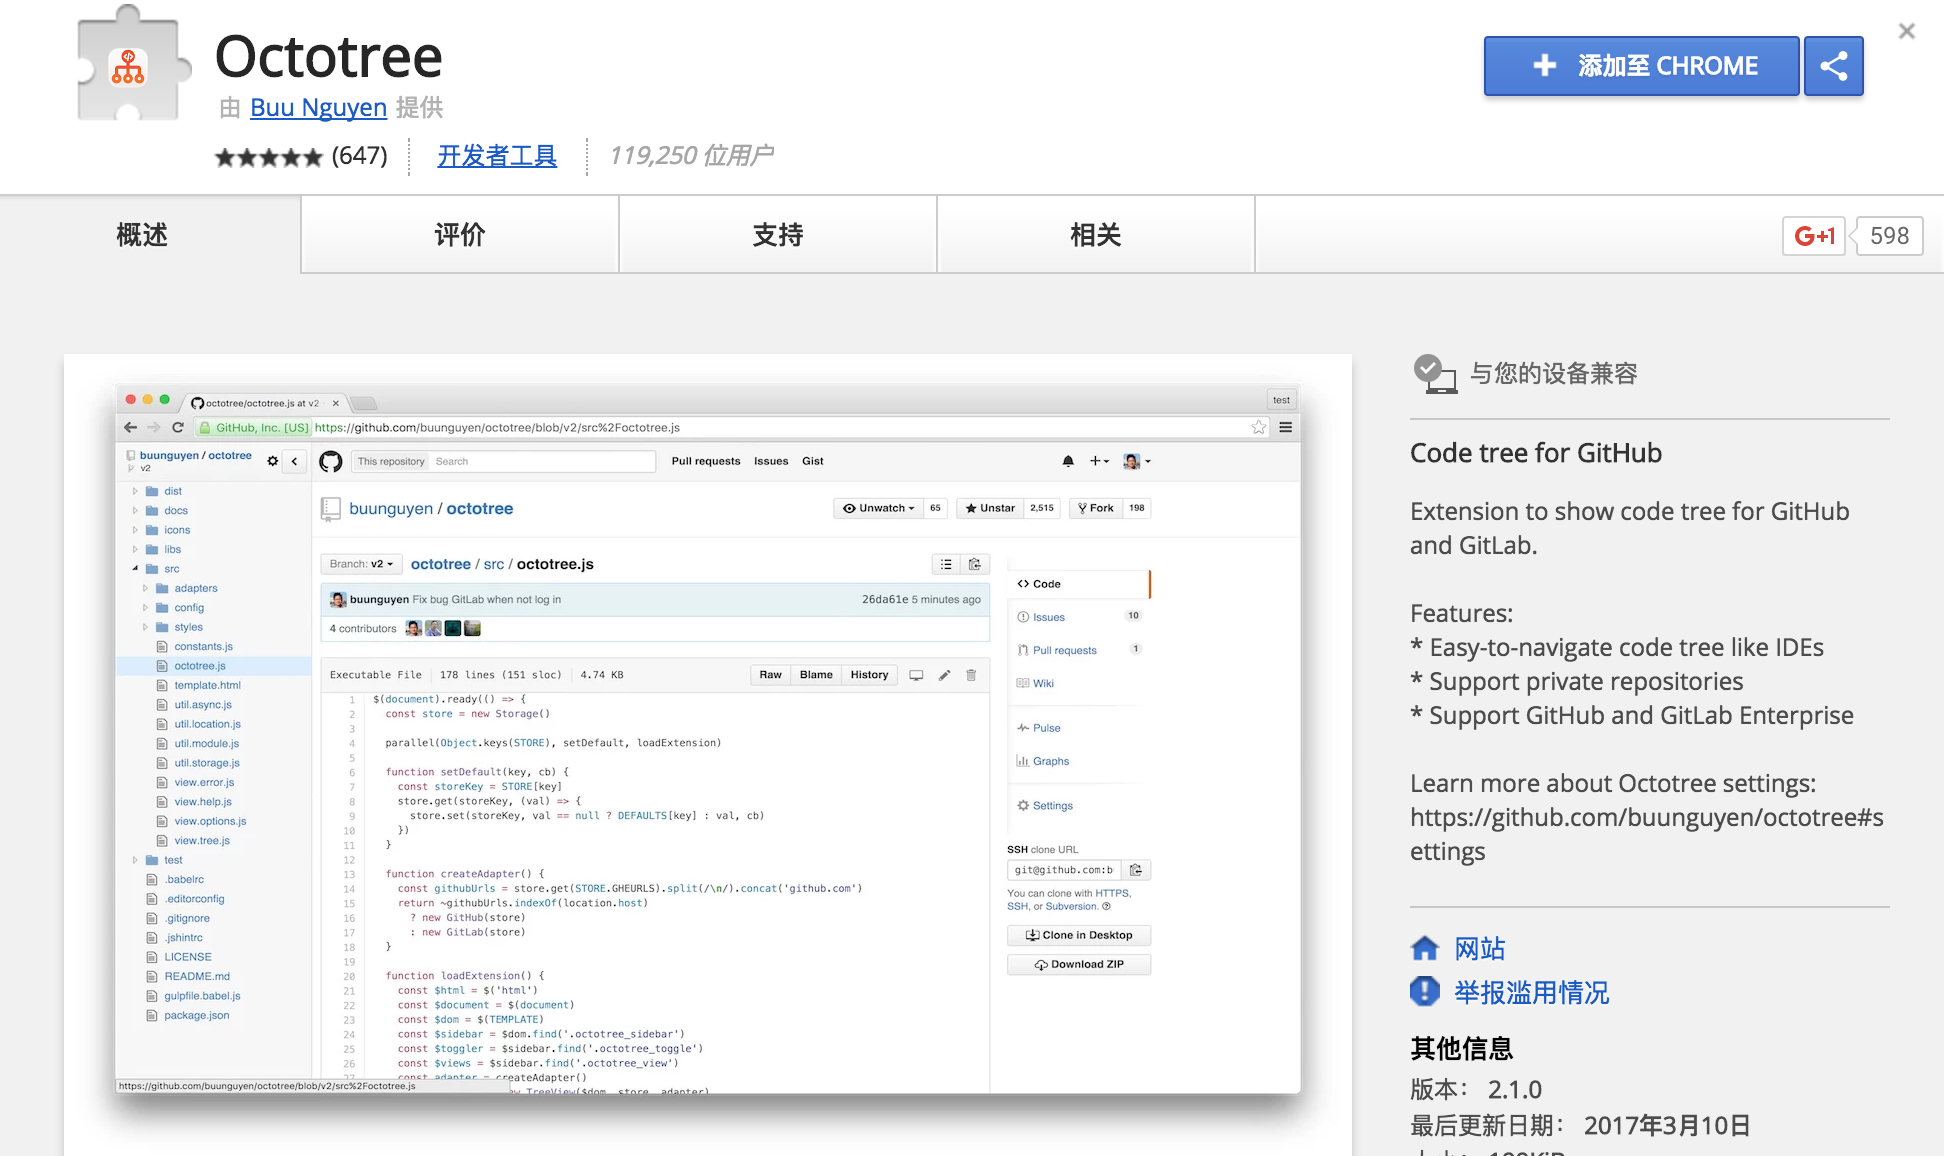 Octotree
由 Buu Nguyen 提供
(647)
开发者工具
119,250 位用户
添加至 CHROME
概述
评价
支持
相关
G+1
598
octotree/octotree.js at v2
test
GitHub, Inc. [US] https://github.com/buunguyen/octotree/blob/v2/src%2Foctotree.js
buunguyen / octotree
v2
dist
docs
icons
libs
src
adapters
config
styles
constants.js
octotree.js
template.html
util.async.js
util.location.js
util.module.js
util.storage.js
view.error.js
view.help.js
view.options.js
view.tree.js
test
.babelrc
.editorconfig
.gitignore
.jshintrc
LICENSE
README.md
gulpfile.babel.js
package.json
This repository Search
Pull requests Issues Gist
buunguyen / octotree
Unwatch 65
Unstar 2,515
Fork 198
Branch: v2
octotree / src / octotree.js
buunguyen Fix bug GitLab when not log in
26da61e 5 minutes ago
4 contributors
Executable File 178 lines (151 sloc) 4.74 KB
Raw Blame History
1 $(document).ready(() => {
2 const store = new Storage()
3
4 parallel(Object.keys(STORE), setDefault, loadExtension)
5
6 function setDefault(key, cb) {
7 const storeKey = STORE[key]
8 store.get(storeKey, (val) => {
9 store.set(storeKey, val == null ? DEFAULTS[key] : val, cb)
10 })
11 }
12
13 function createAdapter() {
14 const githubUrls = store.get(STORE.GHEURLS).split(/\n/).concat('github.com')
15 return ~githubUrls.indexOf(location.host)
16 ? new GitHub(store)
17 : new GitLab(store)
18 }
19
20 function loadExtension() {
21 const $html = $('html')
22 const $document = $(document)
23 const $dom = $(TEMPLATE)
24 const $sidebar = $dom.find('.octotree_sidebar')
25 const $toggler = $sidebar.find('.octotree_toggle')
26 const $views = $sidebar.find('.octotree_view')
27 const adapter = createAdapter()
TreeView($dom, store, adapter)
https://github.com/buunguyen/octotree/blob/v2/src%2Foctotree.js
Code
Issues 10
Pull requests 1
Wiki
Pulse
Graphs
Settings
SSH clone URL
git@github.com:b
You can clone with HTTPS,
SSH, or Subversion.
Clone in Desktop
Download ZIP
与您的设备兼容
Code tree for GitHub
Extension to show code tree for GitHub
and GitLab.
Features:
* Easy-to-navigate code tree like IDEs
* Support private repositories
* Support GitHub and GitLab Enterprise
Learn more about Octotree settings:
https://github.com/buunguyen/octotree#s
ettings
网站
举报滥用情况
其他信息
版本： 2.1.0
最后更新日期： 2017年3月10日